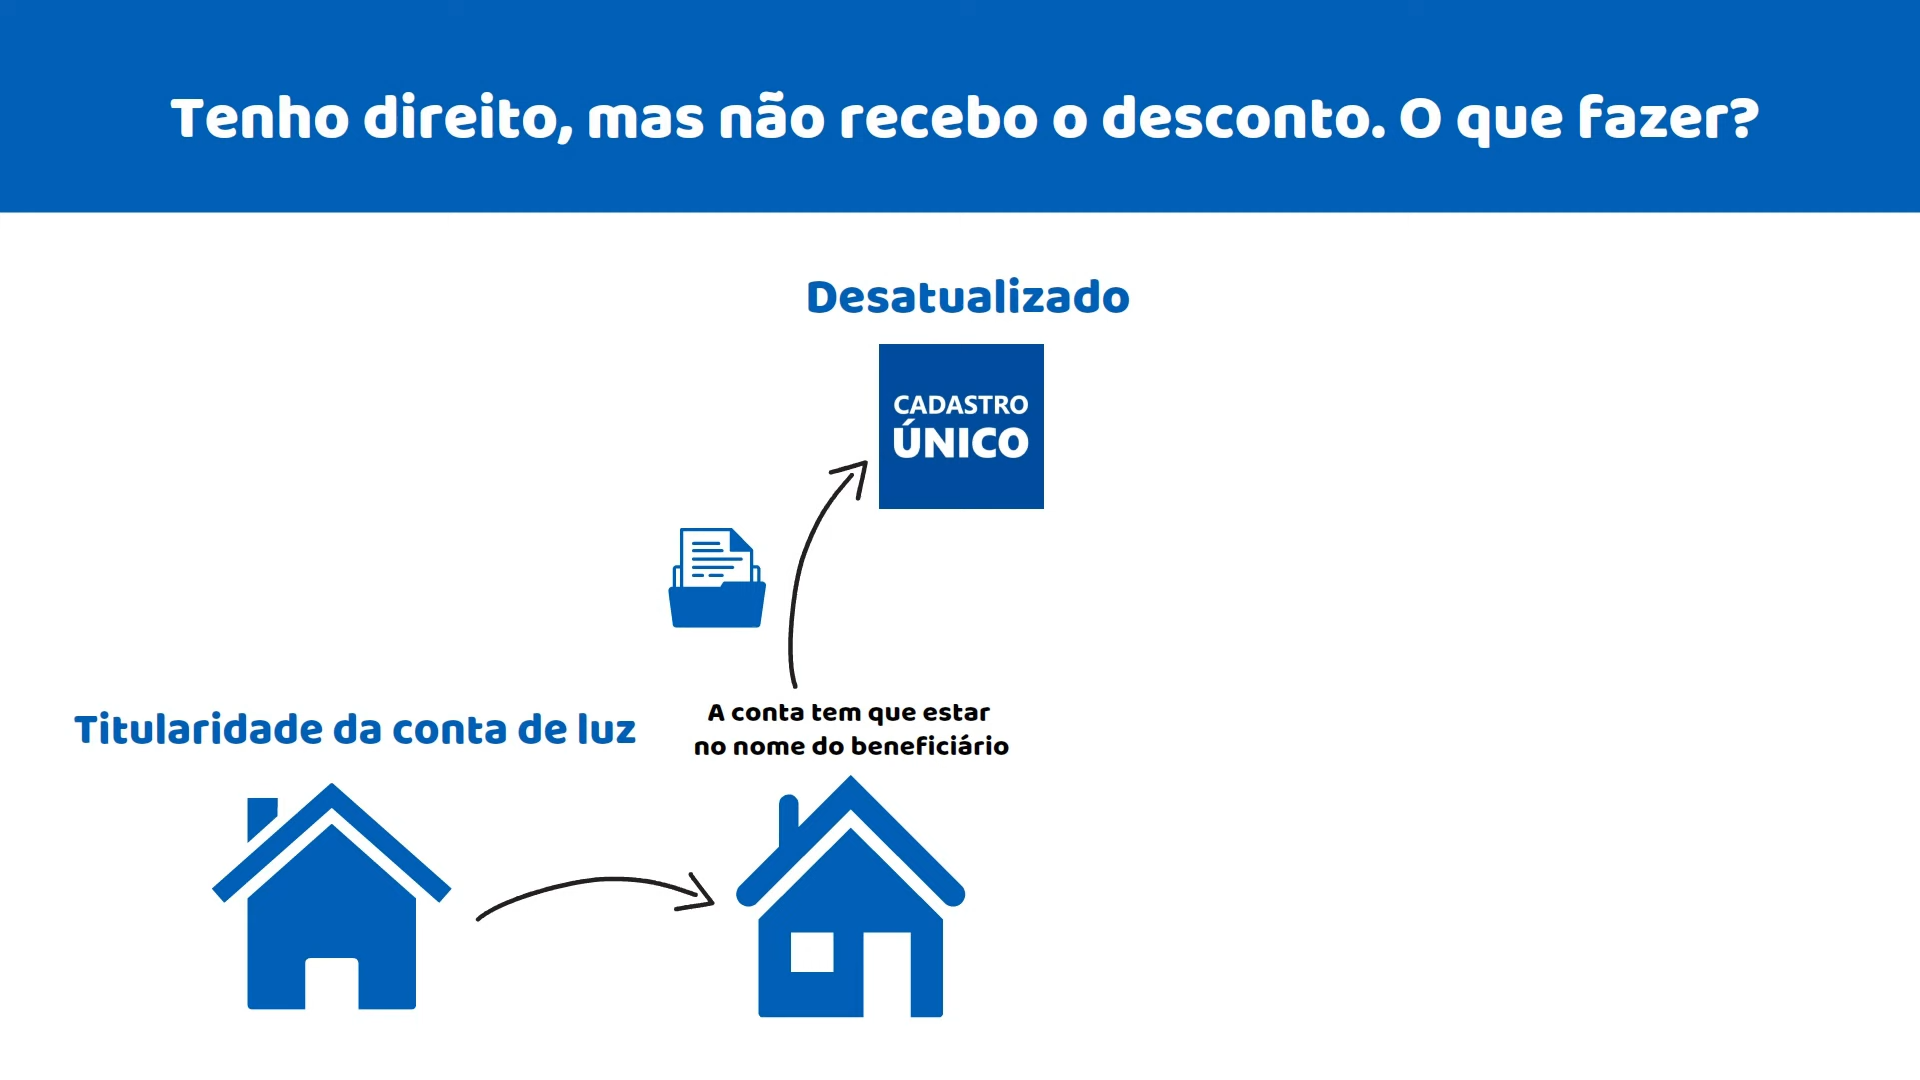 Tenho direito, mas não recebo o desconto. O que fazer?
Desatualizado
CADASTRO
ÚNICO
Titularidade da conta de luz
A conta tem que estar
no nome do beneficiário